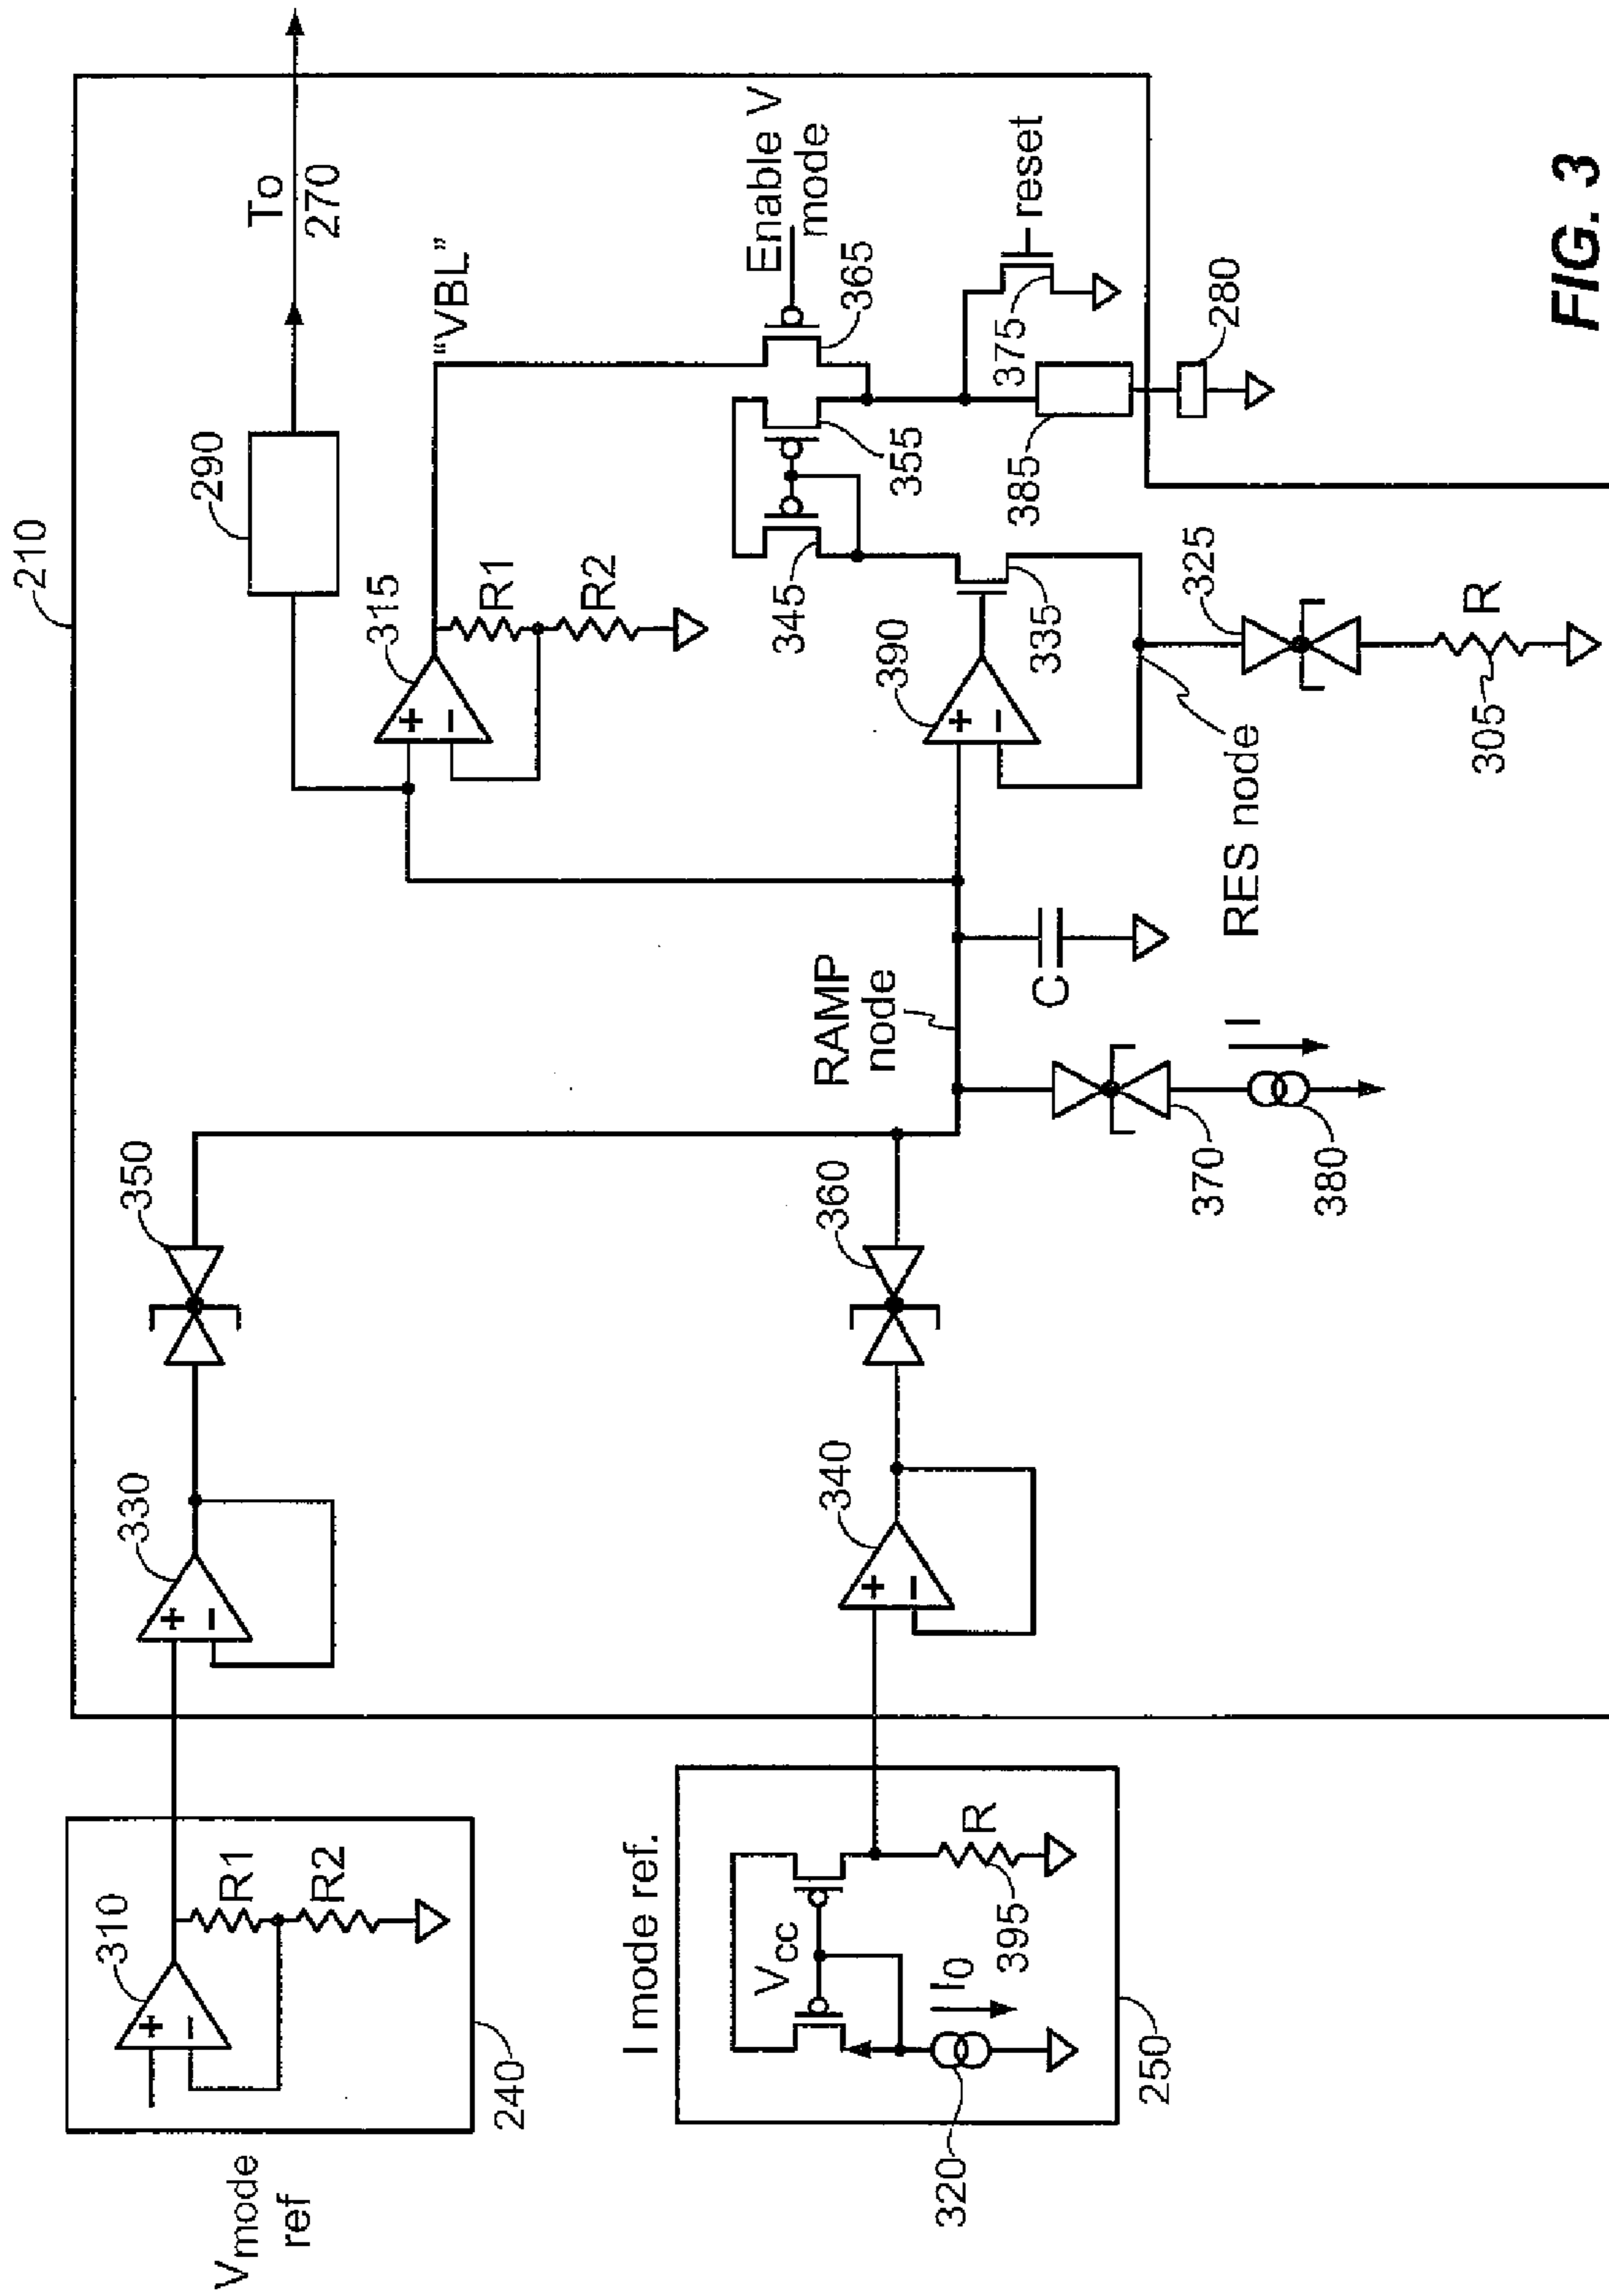 210
290
To
270
315
R1
R2
"VBL"
Enable V
mode
365
355
345
375
reset
385
280
390
335
325
R
305
RES node
RAMP
node
C
I
370
380
350
360
330
340
+
−
+
−
+
−
+
−
310
+
−
R1
R2
240
Vmode
ref
I mode ref.
Vcc
I0
R
395
320
250
FIG. 3